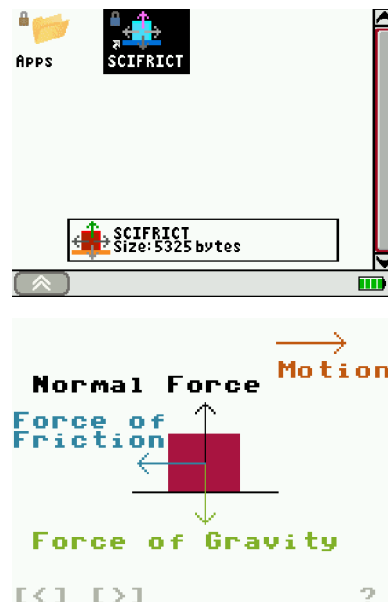 Apps
SCIFRICT
SCIFRICT
Size: 5325 bytes
Motion
Normal Force
Force of
Friction
Force of Gravity
[<] [>] ?